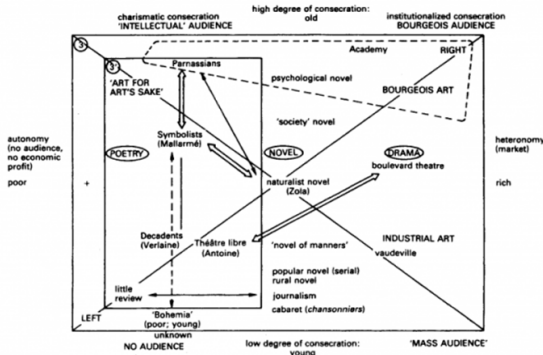 charismatic consecration
'INTELLECTUAL' AUDIENCE
high degree of consecration:
old
institutionalized consecration
BOURGEOIS AUDIENCE
3
3'
Parnassians
Academy
RIGHT
'ART FOR
ART'S SAKE'
psychological novel
BOURGEOIS ART
'society' novel
Symbolists
(Mallarmé)
autonomy
(no audience,
no economic
profit)
POETRY
NOVEL
DRAMA
boulevard theatre
heteronomy
(market)
poor
+
naturalist novel
(Zola)
rich
Decadents
(Verlaine)
Théâtre libre
(Antoine)
'novel of manners'
INDUSTRIAL ART
vaudeville
popular novel (serial)
rural novel
little
review
journalism
'Bohemia'
(poor; young)
cabaret (chansonniers)
LEFT
unknown
NO AUDIENCE
low degree of consecration:
young
'MASS AUDIENCE'